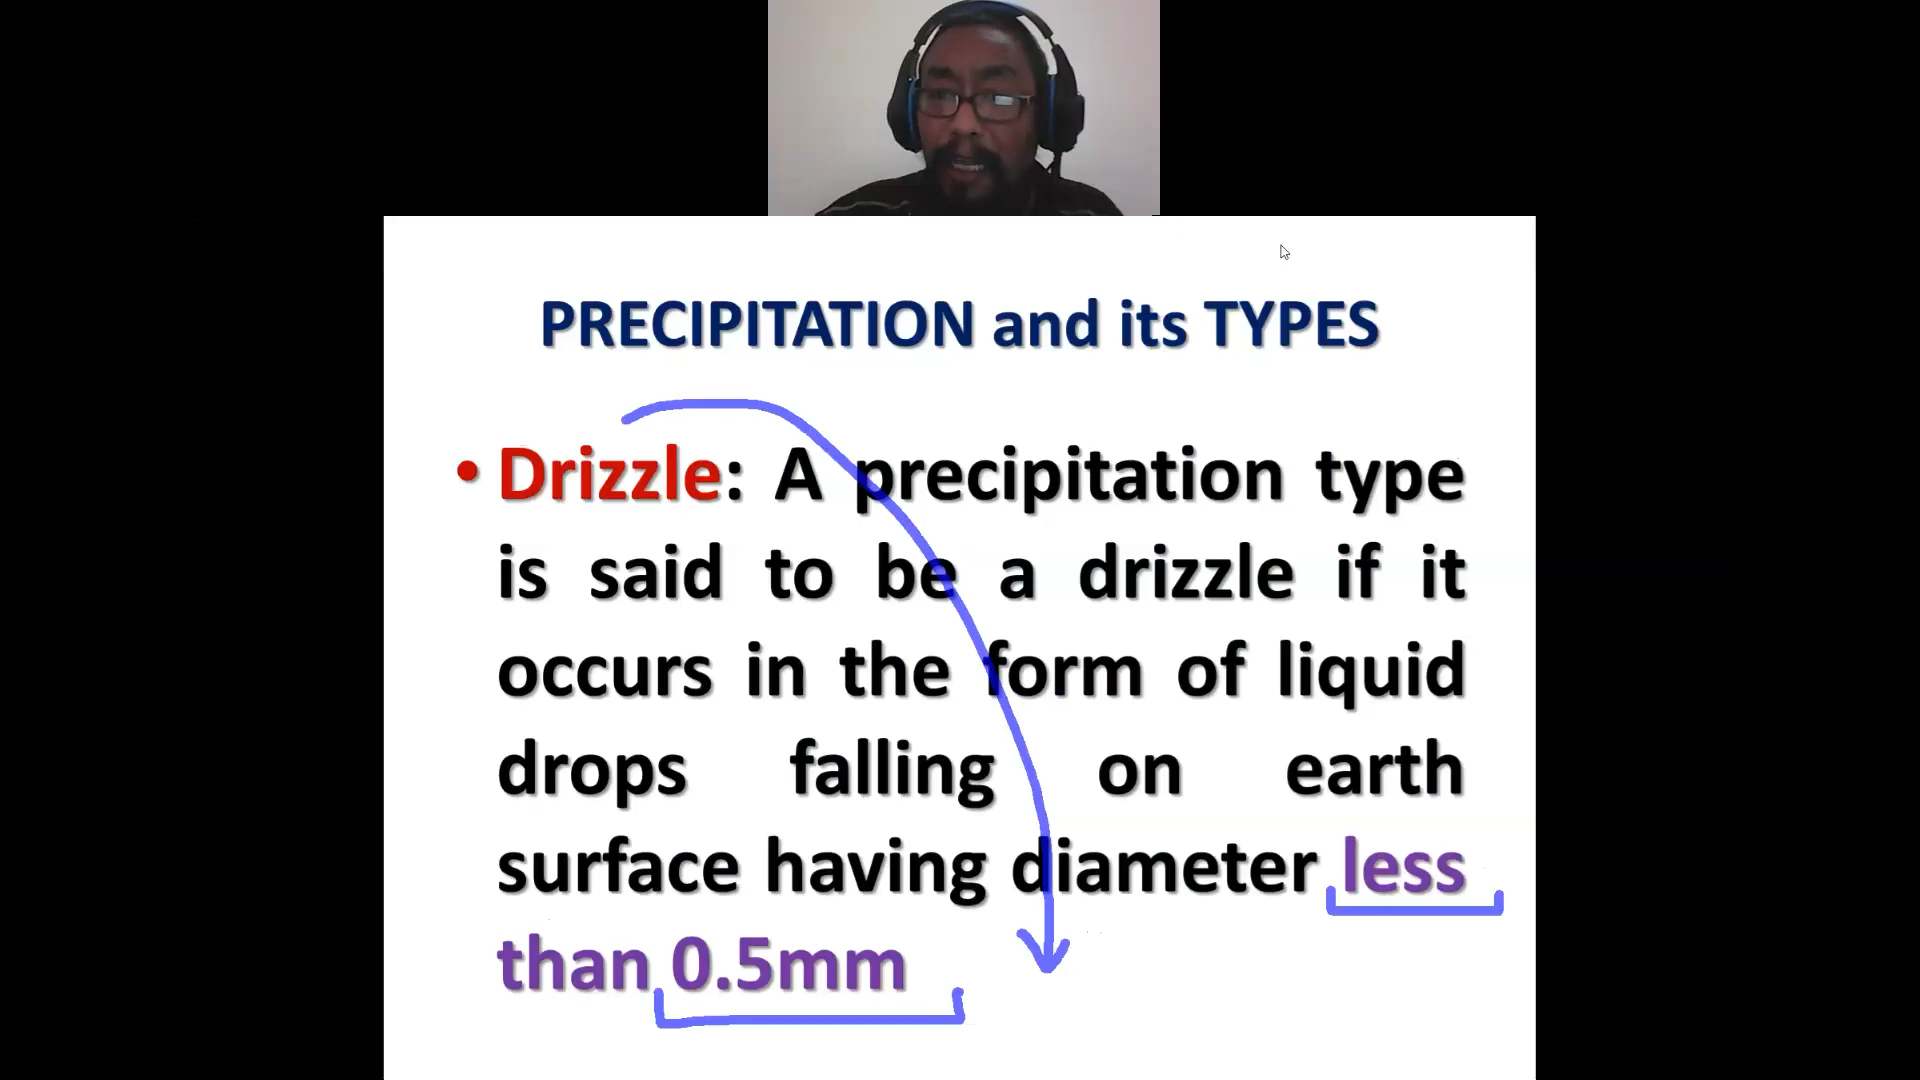 PRECIPITATION and its TYPES
• Drizzle: A precipitation type
is said to be a drizzle if it
occurs in the form of liquid
drops falling on earth
surface having diameter less
than 0.5mm